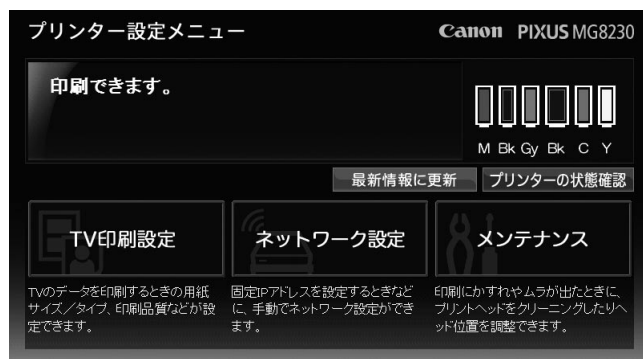 プリンター設定メニュー
Canon PIXUS MG8230
印刷できます。
M Bk Gy Bk C Y
最新情報に更新
プリンターの状態確認
TV印刷設定
ネットワーク設定
メンテナンス
TVのデータを印刷するときの用紙
サイズ/タイプ、印刷品質などが設
定できます。
固定IPアドレスを設定するときなど
に、手動でネットワーク設定ができ
ます。
印刷にかすれやムラが出たときに、
プリントヘッドをクリーニングしたりヘ
ッド位置を調整できます。